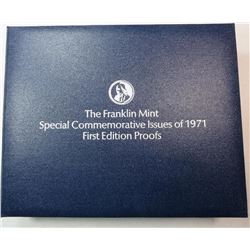 The Franklin Mint
Special Commemorative Issues of 1971
First Edition Proofs